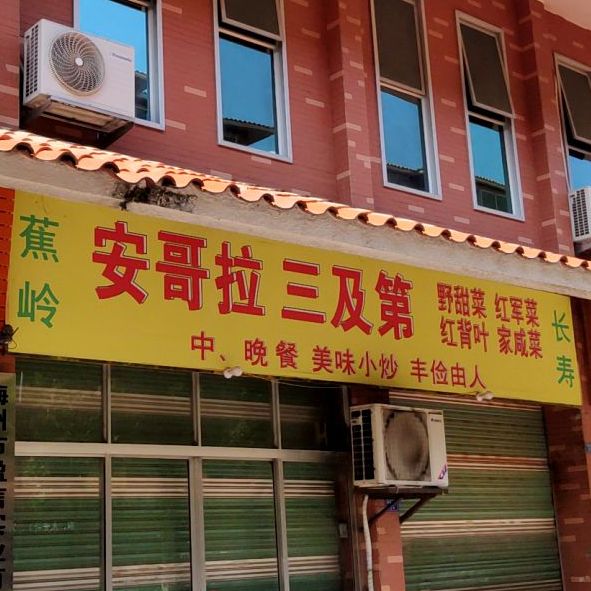 蕉岭
安哥拉三及第
野甜菜 红军菜
红背叶 家咸菜
长寿
中、晚餐 美味小炒 丰俭由人